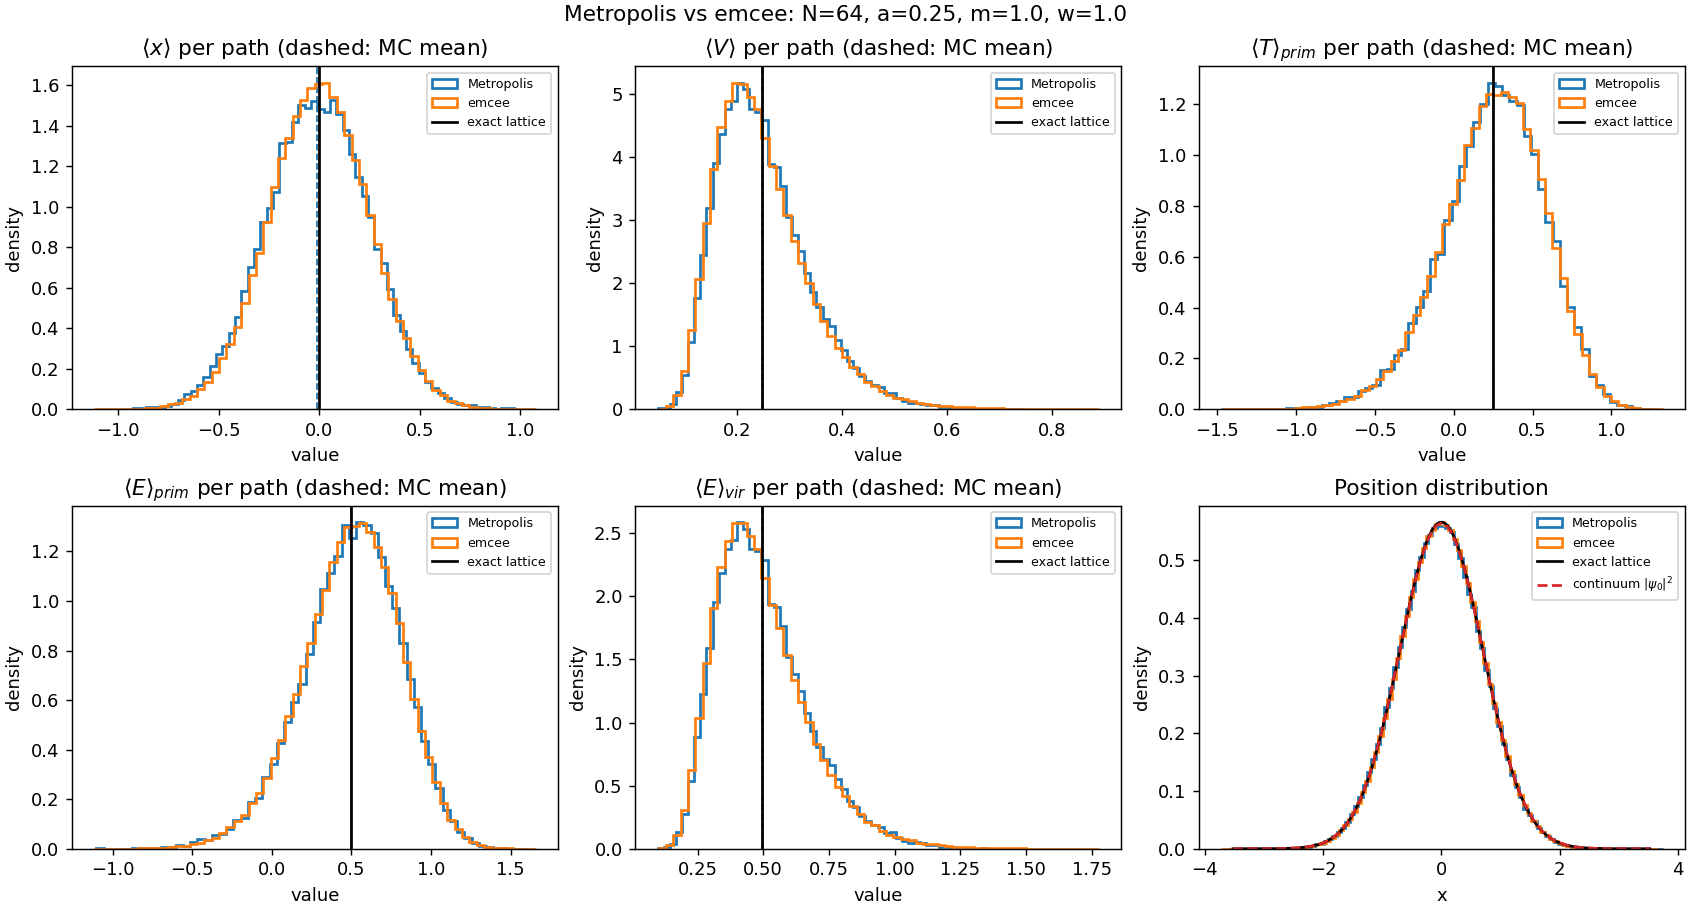 Metropolis vs emcee: N=64, a=0.25, m=1.0, w=1.0
⟨x⟩ per path (dashed: MC mean)
density
1.6
1.4
1.2
1.0
0.8
0.6
0.4
0.2
0.0
Metropolis
emcee
exact lattice
−1.0 −0.5 0.0 0.5 1.0
value
⟨V⟩ per path (dashed: MC mean)
density
5
4
3
2
1
0
Metropolis
emcee
exact lattice
0.2 0.4 0.6 0.8
value
⟨T⟩prim per path (dashed: MC mean)
density
1.2
1.0
0.8
0.6
0.4
0.2
0.0
Metropolis
emcee
exact lattice
−1.5 −1.0 −0.5 0.0 0.5 1.0
value
⟨E⟩prim per path (dashed: MC mean)
density
1.2
1.0
0.8
0.6
0.4
0.2
0.0
Metropolis
emcee
exact lattice
−1.0 −0.5 0.0 0.5 1.0 1.5
value
⟨E⟩vir per path (dashed: MC mean)
density
2.5
2.0
1.5
1.0
0.5
0.0
Metropolis
emcee
exact lattice
0.25 0.50 0.75 1.00 1.25 1.50 1.75
value
Position distribution
density
0.5
0.4
0.3
0.2
0.1
0.0
Metropolis
emcee
exact lattice
continuum |ψ₀|²
−4 −2 0 2 4
x